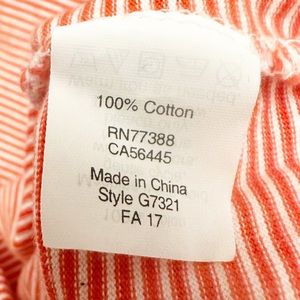 100% Cotton
RN77388
CA56445
Made in China
Style G7321
FA 17